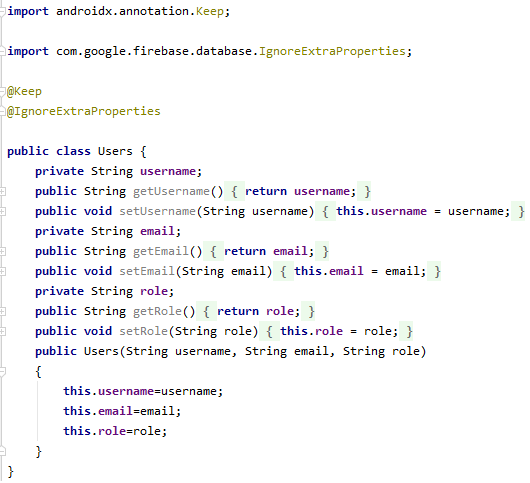 import androidx.annotation.Keep;
import com.google.firebase.database.IgnoreExtraProperties;
@Keep
@IgnoreExtraProperties
public class Users {
private String username;
public String getUsername() { return username; }
public void setUsername(String username) { this.username = username; }
private String email;
public String getEmail() { return email; }
public void setEmail(String email) { this.email = email; }
private String role;
public String getRole() { return role; }
public void setRole(String role) { this.role = role; }
public Users(String username, String email, String role)
{
this.username=username;
this.email=email;
this.role=role;
}
}